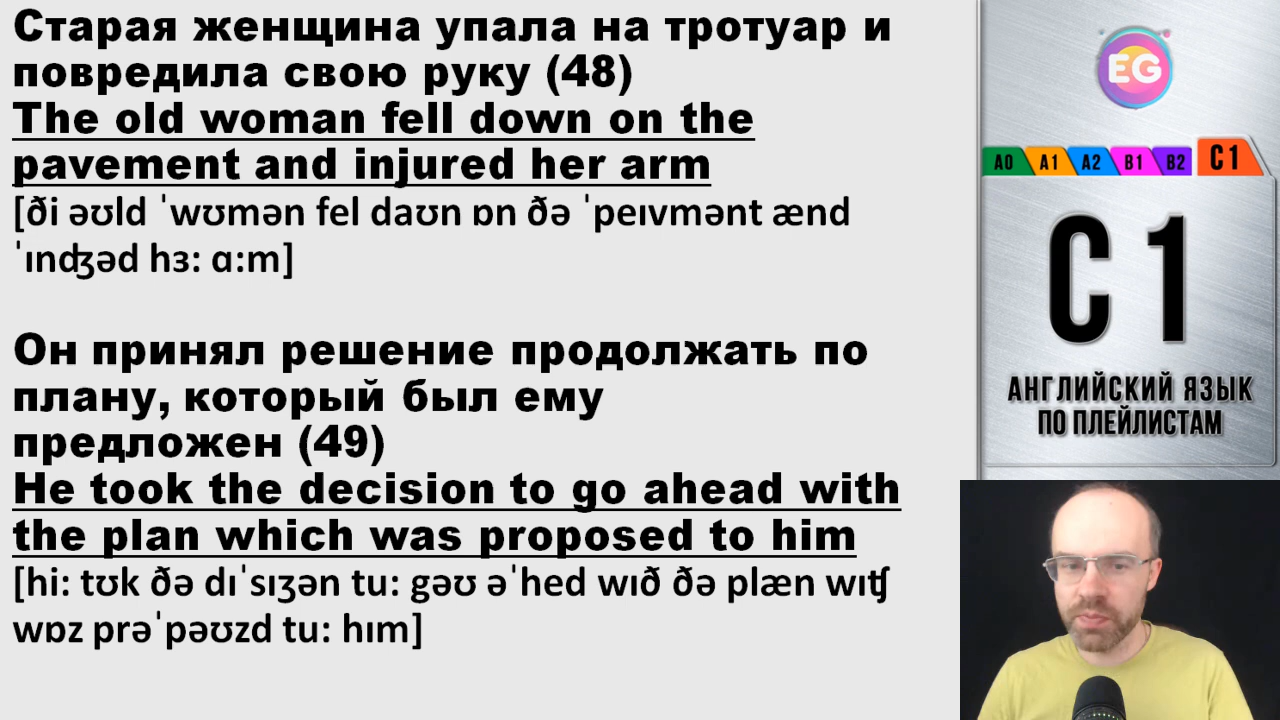 Старая женщина упала на тротуар и
повредила свою руку (48)
The old woman fell down on the
pavement and injured her arm
[ði əʊld ˈwʊmən fel daʊn ɒn ðə ˈpeɪvmənt ænd
ˈɪnʤəd hɜː ɑːm]
Он принял решение продолжать по
плану, который был ему
предложен (49)
He took the decision to go ahead with
the plan which was proposed to him
[hiː tʊk ðə dɪˈsɪʒən tuː gəʊ əˈhed wɪð ðə plæn wɪʧ
wɒz prəˈpəʊzd tuː hɪm]
EG
A0 A1 A2 B1 B2 C1
C1
АНГЛИЙСКИЙ ЯЗЫК
ПО ПЛЕЙЛИСТАМ